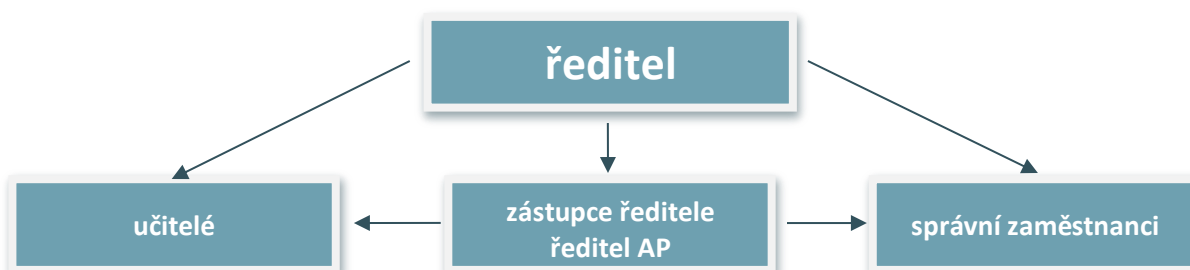 ředitel
učitelé
zástupce ředitele
ředitel AP
správní zaměstnanci